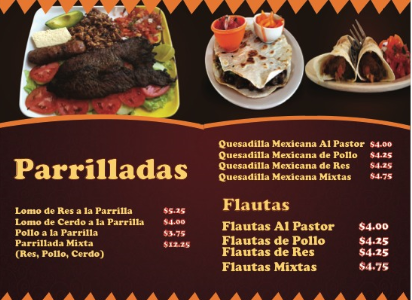 Parrilladas
Lomo de Res a la Parrilla $5.25
Lomo de Cerdo a la Parrilla $4.00
Pollo a la Parrilla $3.75
Parrillada Mixta $12.25
(Res, Pollo, Cerdo)
Quesadilla Mexicana Al Pastor $4.00
Quesadilla Mexicana de Pollo $4.25
Quesadilla Mexicana de Res $4.25
Quesadilla Mexicana Mixtas $4.75
Flautas
Flautas Al Pastor $4.00
Flautas de Pollo $4.25
Flautas de Res $4.25
Flautas Mixtas $4.75